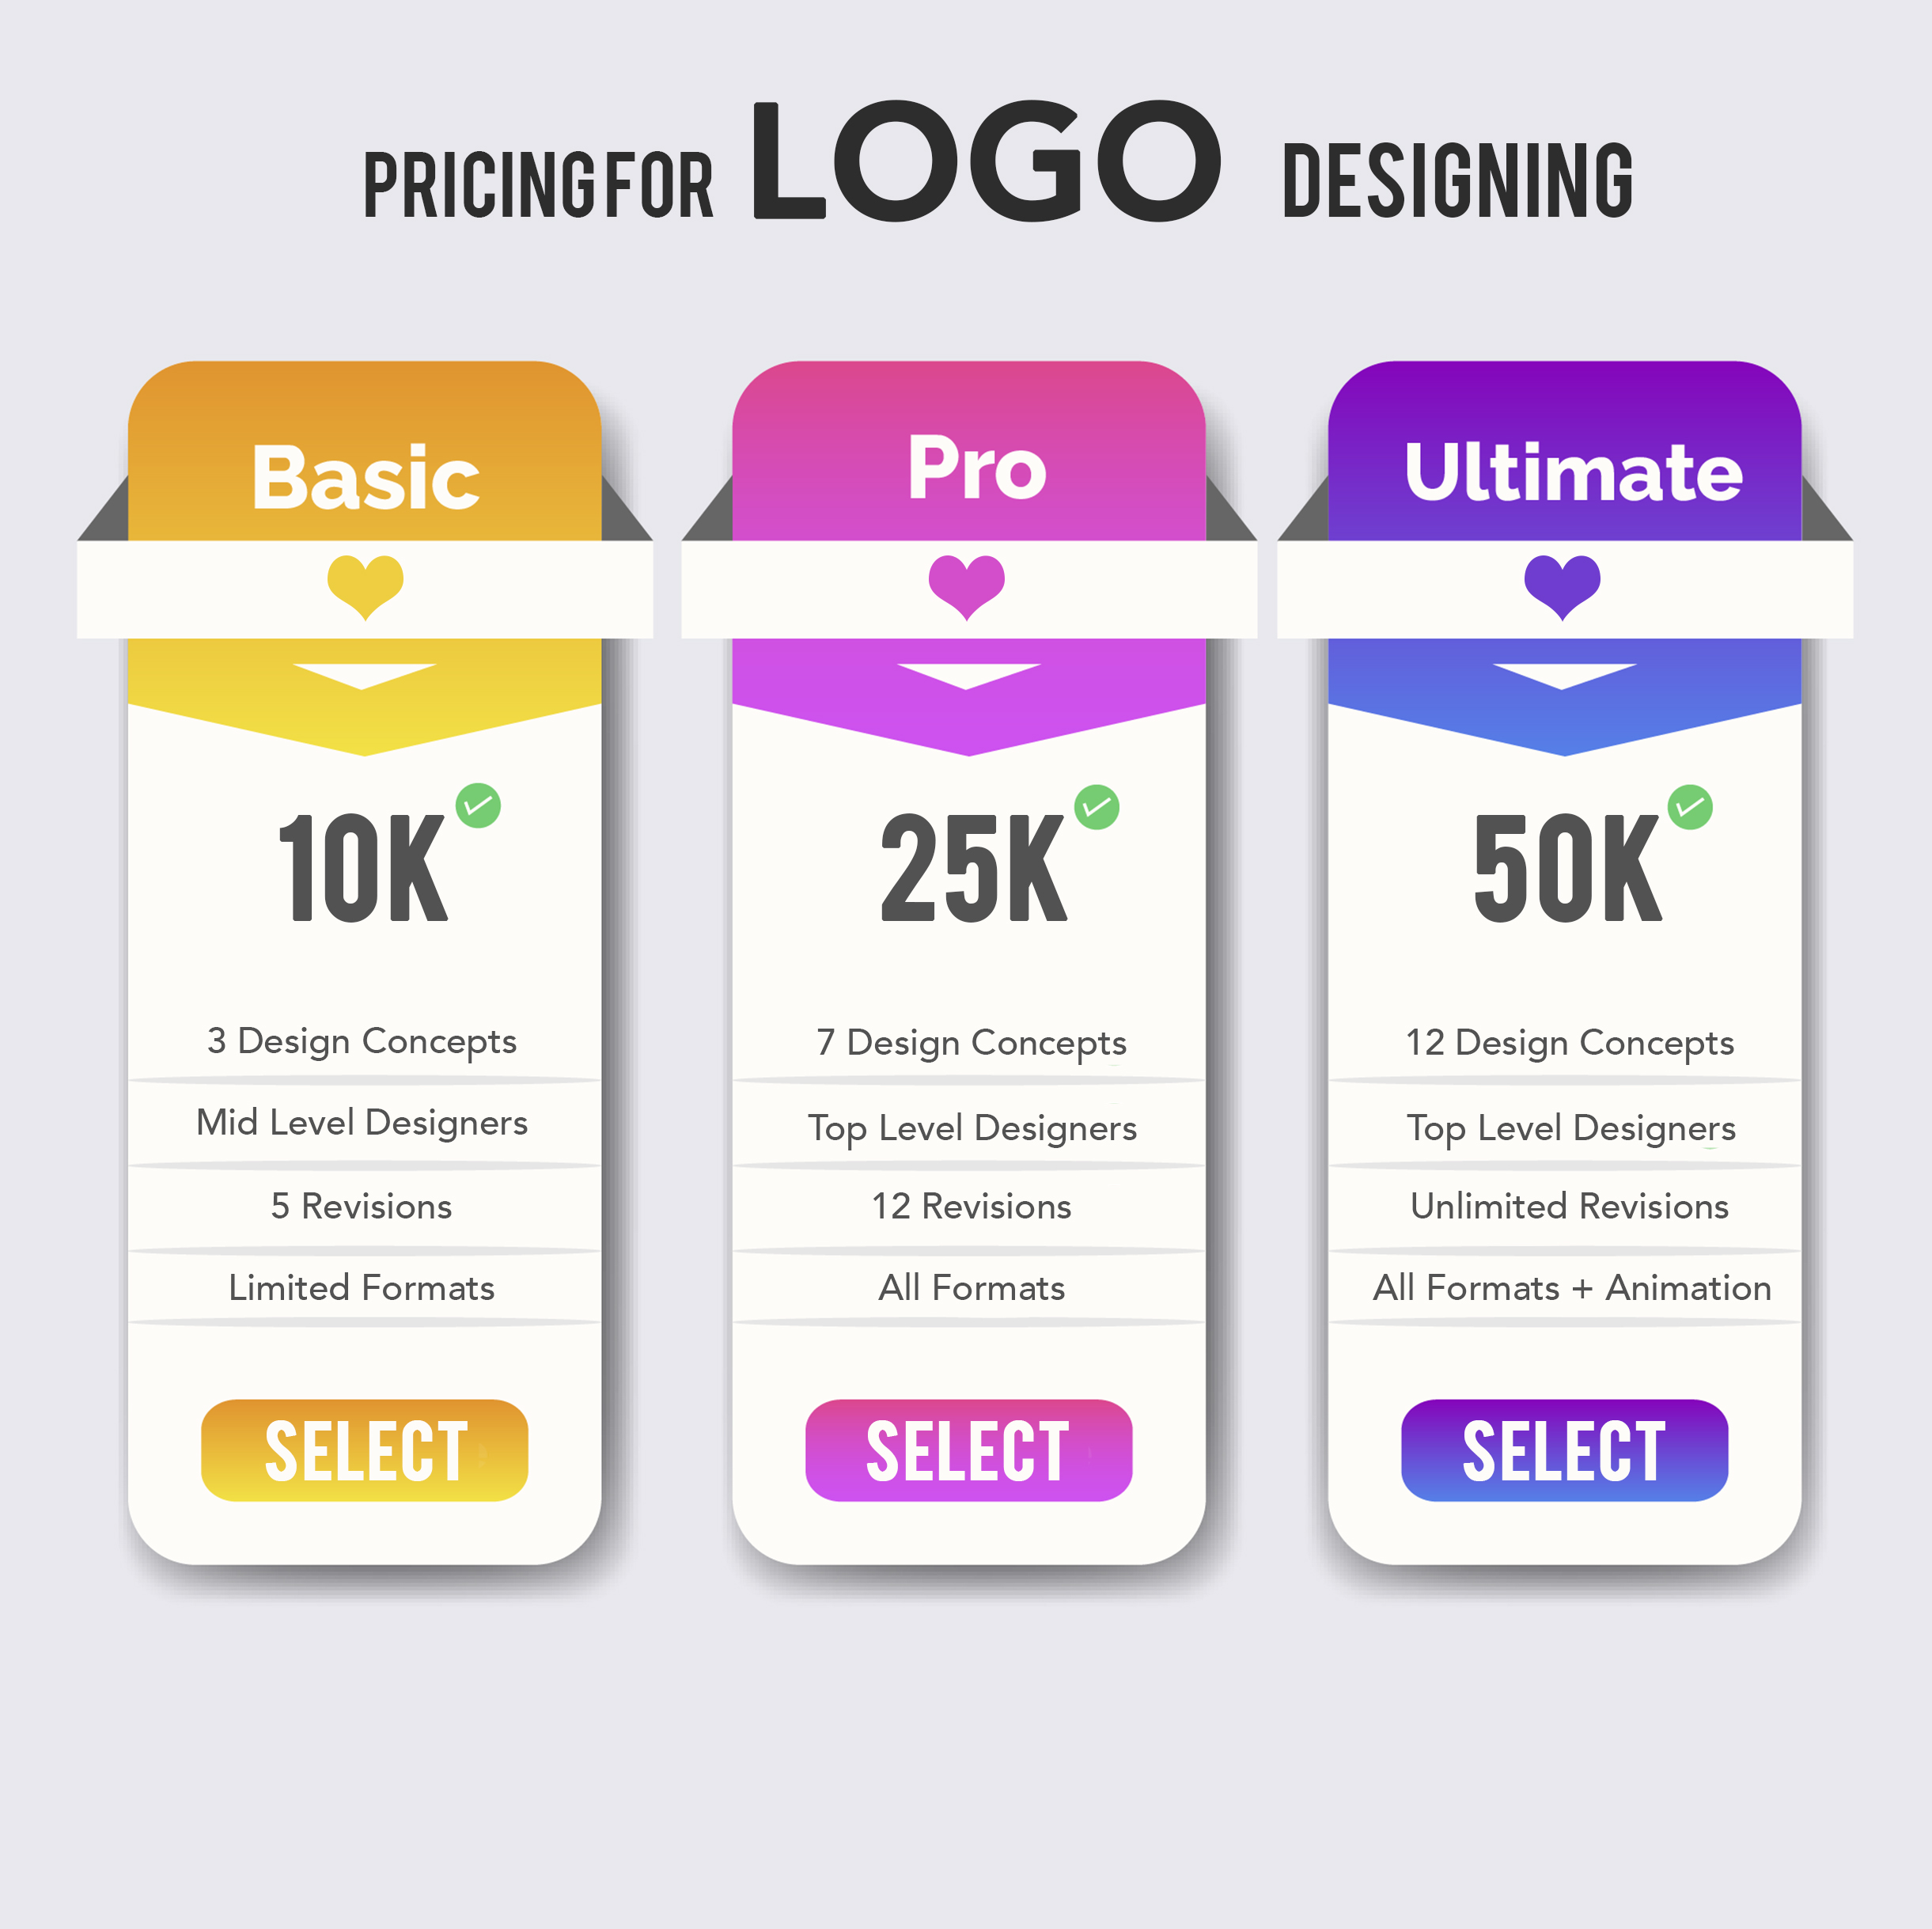 PRICING FOR LOGO DESIGNING
Basic
10K
3 Design Concepts
Mid Level Designers
5 Revisions
Limited Formats
SELECT
Pro
25K
7 Design Concepts
Top Level Designers
12 Revisions
All Formats
SELECT
Ultimate
50K
12 Design Concepts
Top Level Designers
Unlimited Revisions
All Formats + Animation
SELECT